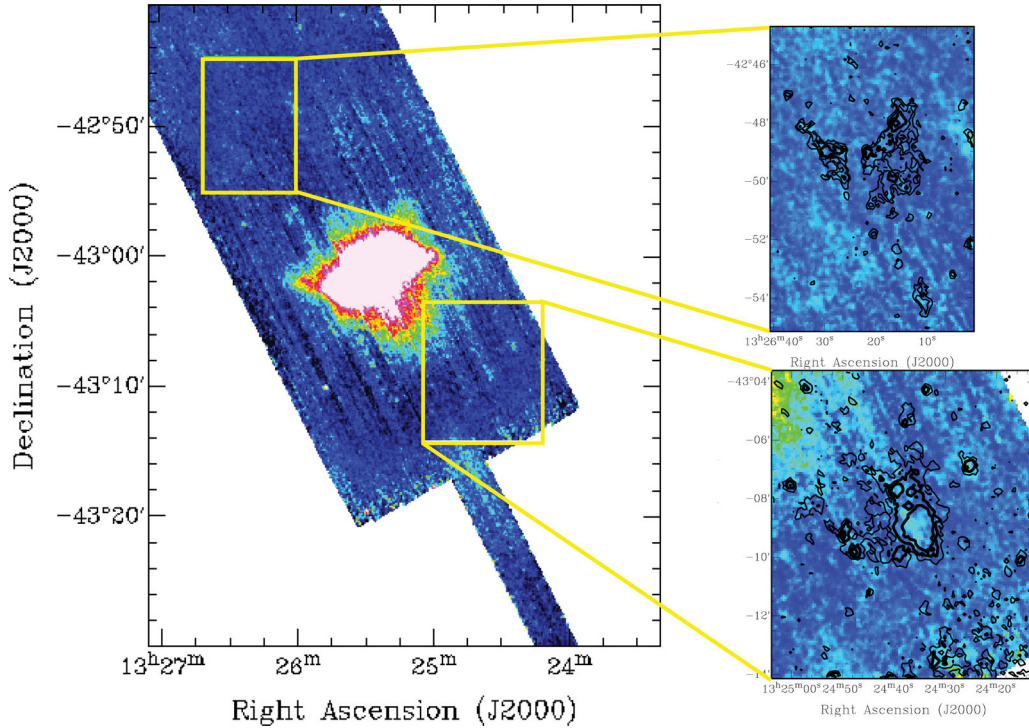 −42°50′
−43°00′
−43°10′
−43°20′
Declination (J2000)
13ʰ27ᵐ
26ᵐ
25ᵐ
24ᵐ
Right Ascension (J2000)
−42°46′
−48′
−50′
−52′
−54′
13ʰ26ᵐ40ˢ
30ˢ
20ˢ
10ˢ
Right Ascension (J2000)
−43°04′
−06′
−08′
−10′
−12′
−14′
13ʰ25ᵐ00ˢ
24ᵐ50ˢ
24ᵐ40ˢ
24ᵐ30ˢ
24ᵐ20ˢ
Right Ascension (J2000)